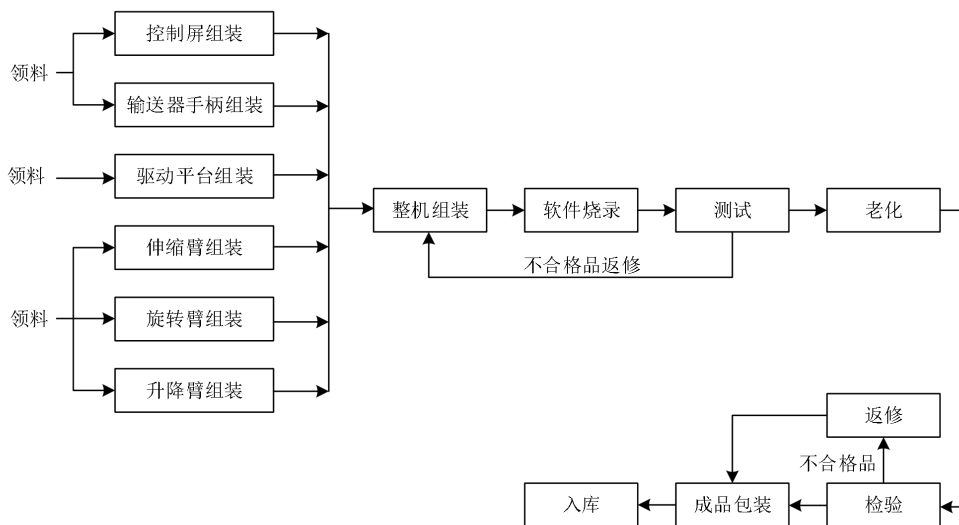 控制屏组装
领料
输送器手柄组装
领料
驱动平台组装
整机组装
软件烧录
测试
老化
伸缩臂组装
不合格品返修
领料
旋转臂组装
升降臂组装
返修
不合格品
入库
成品包装
检验